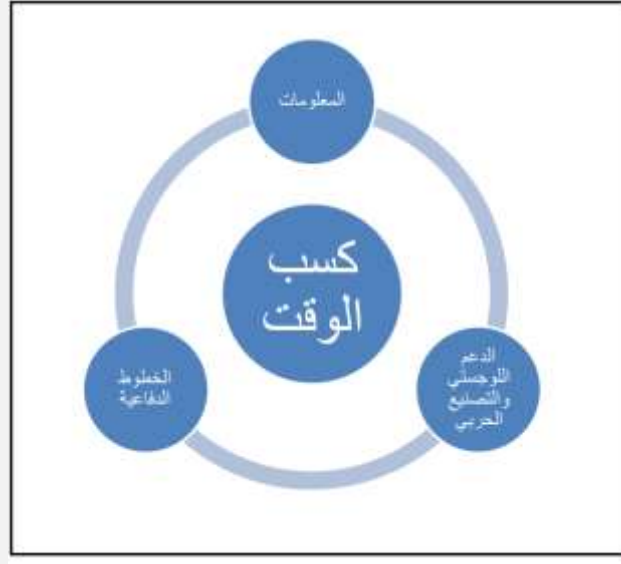 المعلومات
كسب
الوقت
الدعم
اللوجستي
والتصنيع
الحربي
الخطوط
الدفاعية